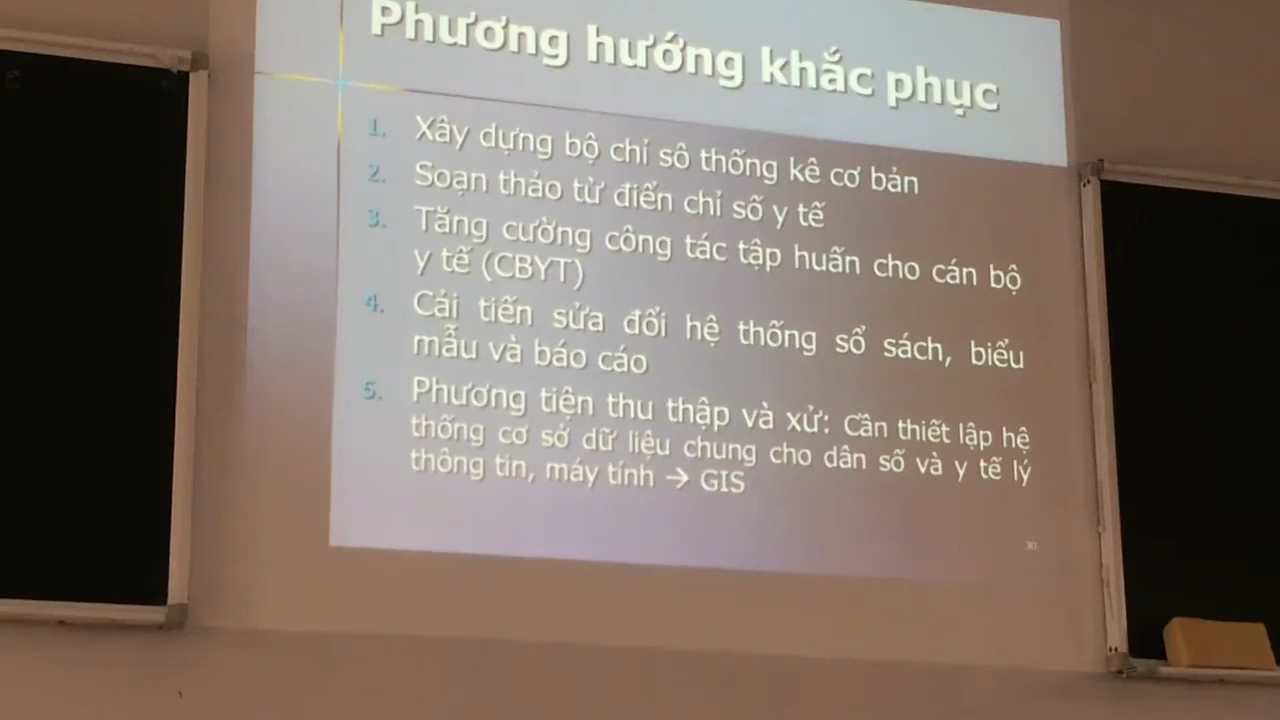 Phương hướng khắc phục
1. Xây dựng bộ chỉ sô thống kê cơ bản
2. Soạn thảo từ điển chỉ số y tế
3. Tăng cường công tác tập huấn cho cán bộ
y tế (CBYT)
4. Cải tiến sửa đổi hệ thống sổ sách, biểu
mẫu và báo cáo
5. Phương tiện thu thập và xử: Cần thiết lập hệ
thống cơ sở dữ liệu chung cho dân số và y tế lý
thông tin, máy tính → GIS
30